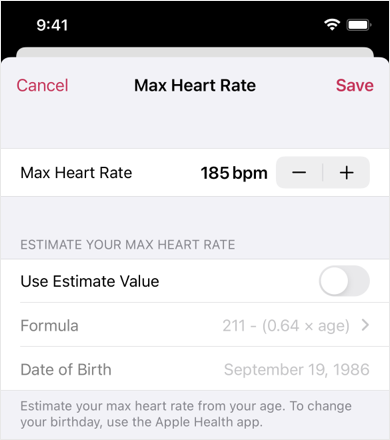 9:41
Cancel Max Heart Rate Save
Max Heart Rate 185 bpm − +
ESTIMATE YOUR MAX HEART RATE
Use Estimate Value
Formula 211 - (0.64 × age) >
Date of Birth September 19, 1986
Estimate your max heart rate from your age. To change
your birthday, use the Apple Health app.